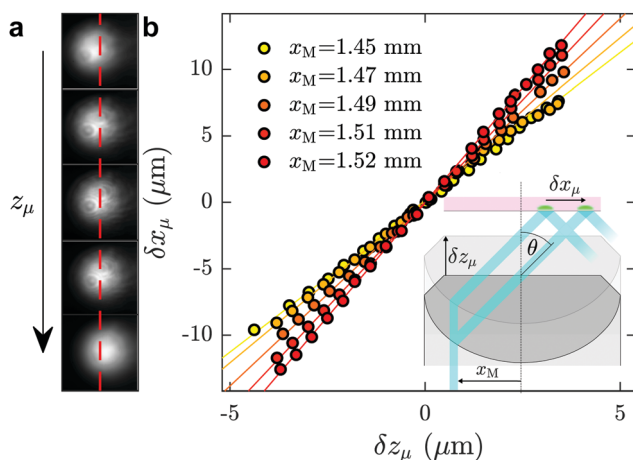 a
b
z_μ
δx_μ (μm)
10
5
0
-5
-10
x_M=1.45 mm
x_M=1.47 mm
x_M=1.49 mm
x_M=1.51 mm
x_M=1.52 mm
δx_μ
δz_μ
θ
x_M
-5
0
5
δz_μ (μm)